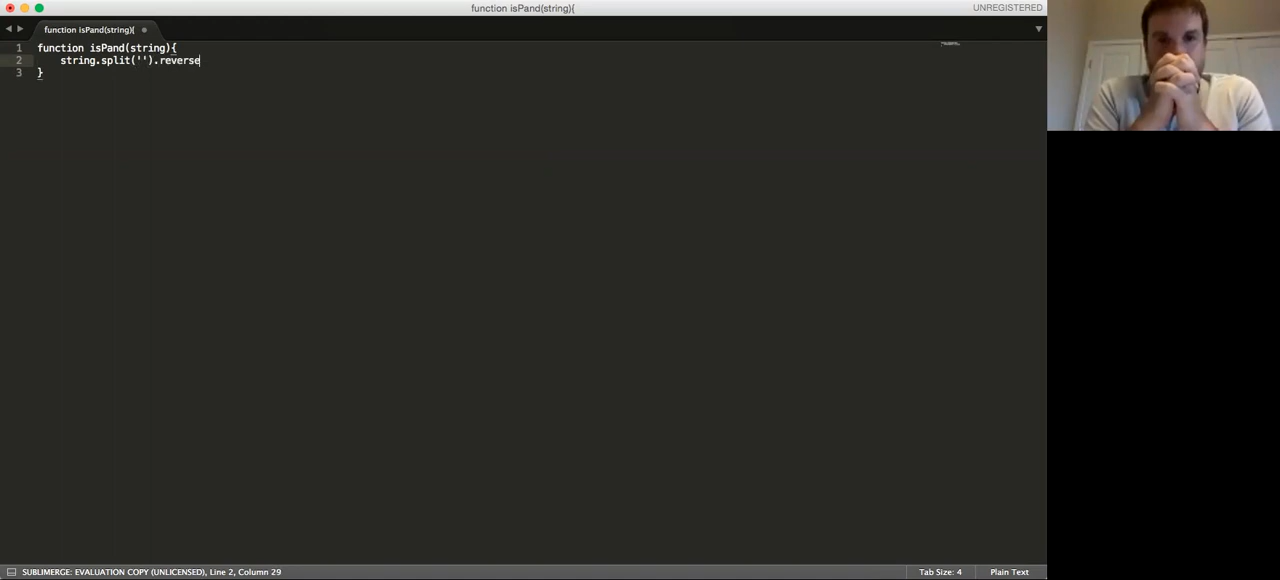 function isPand(string){
UNREGISTERED
function isPand(string){
1 function isPand(string){
2 string.split('').reverse
3 }
SUBLIMERGE: EVALUATION COPY (UNLICENSED), Line 2, Column 29
Tab Size: 4
Plain Text